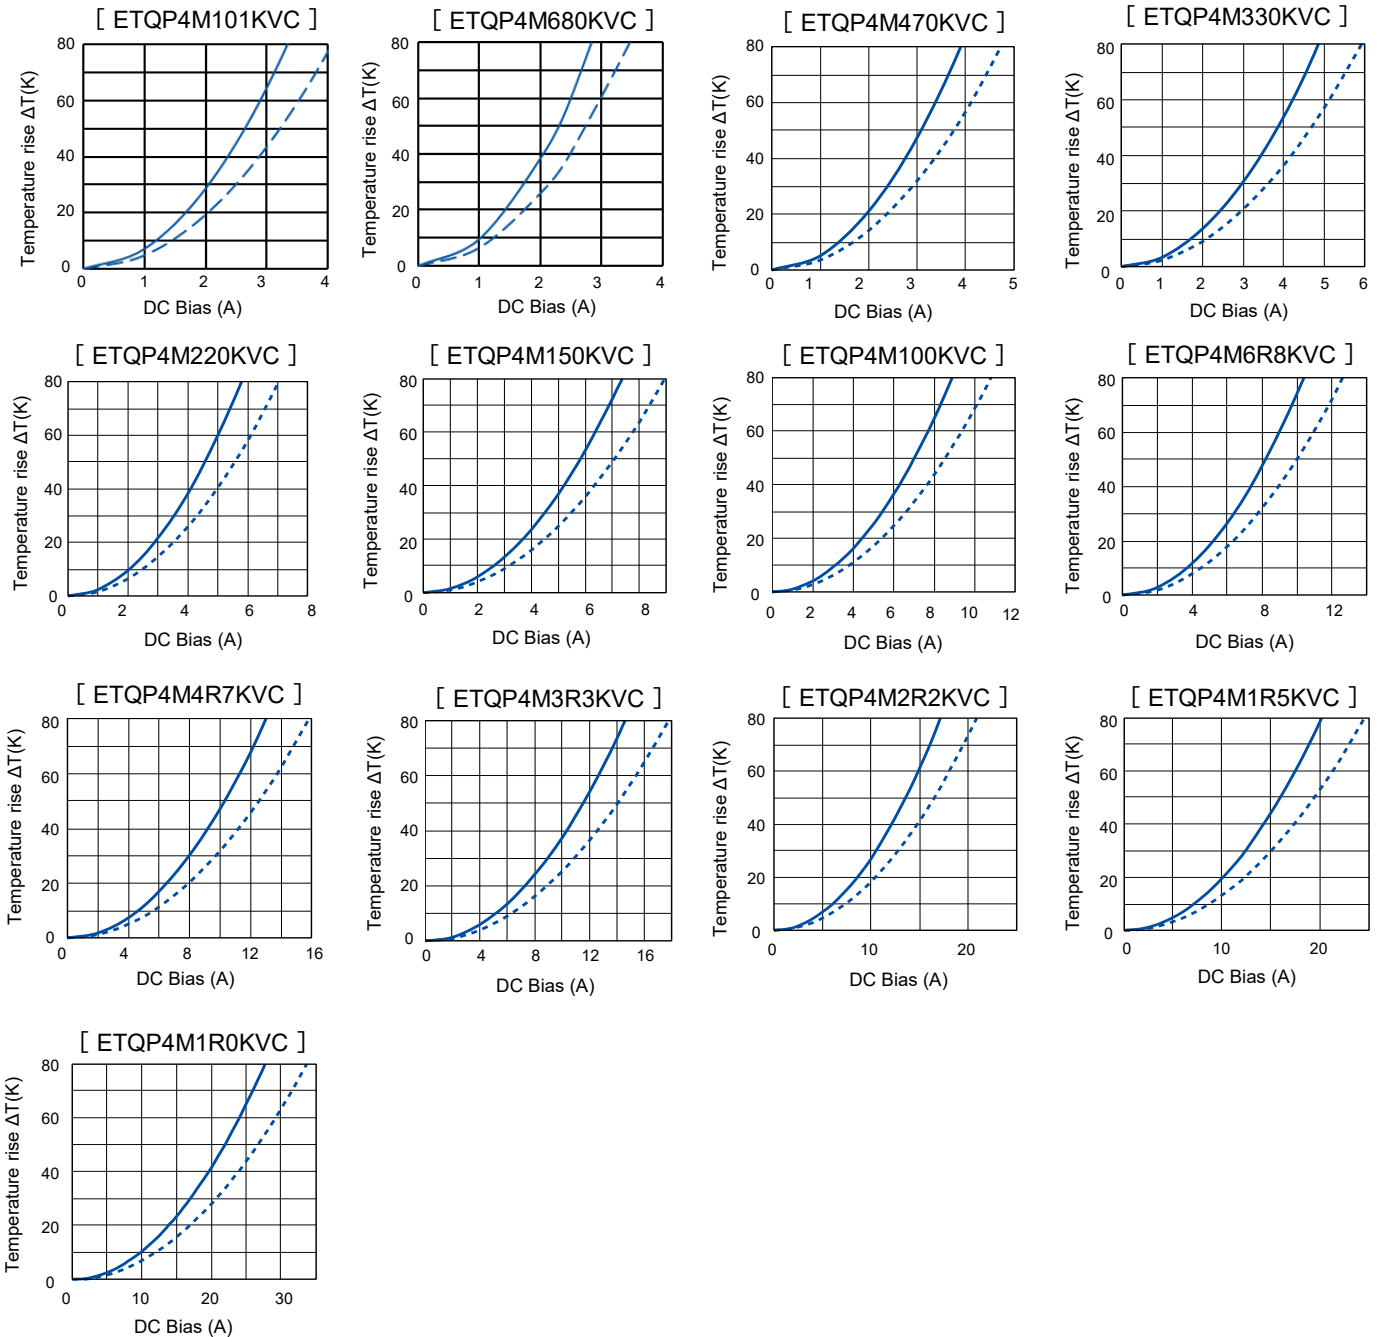 [ ETQP4M101KVC ]
Temperature rise ΔT(K)
80
60
40
20
0
0 1 2 3 4
DC Bias (A)
[ ETQP4M680KVC ]
Temperature rise ΔT(K)
80
60
40
20
0
0 1 2 3 4
DC Bias (A)
[ ETQP4M470KVC ]
Temperature rise ΔT(K)
80
60
40
20
0
0 1 2 3 4 5
DC Bias (A)
[ ETQP4M330KVC ]
Temperature rise ΔT(K)
80
60
40
20
0
0 1 2 3 4 5 6
DC Bias (A)
[ ETQP4M220KVC ]
Temperature rise ΔT(K)
80
60
40
20
0
0 2 4 6 8
DC Bias (A)
[ ETQP4M150KVC ]
Temperature rise ΔT(K)
80
60
40
20
0
0 2 4 6 8
DC Bias (A)
[ ETQP4M100KVC ]
Temperature rise ΔT(K)
80
60
40
20
0
0 2 4 6 8 10 12
DC Bias (A)
[ ETQP4M6R8KVC ]
Temperature rise ΔT(K)
80
60
40
20
0
0 4 8 12
DC Bias (A)
[ ETQP4M4R7KVC ]
Temperature rise ΔT(K)
80
60
40
20
0
0 4 8 12 16
DC Bias (A)
[ ETQP4M3R3KVC ]
Temperature rise ΔT(K)
80
60
40
20
0
0 4 8 12 16
DC Bias (A)
[ ETQP4M2R2KVC ]
Temperature rise ΔT(K)
80
60
40
20
0
0 10 20
DC Bias (A)
[ ETQP4M1R5KVC ]
Temperature rise ΔT(K)
80
60
40
20
0
0 10 20
DC Bias (A)
[ ETQP4M1R0KVC ]
Temperature rise ΔT(K)
80
60
40
20
0
0 10 20 30
DC Bias (A)